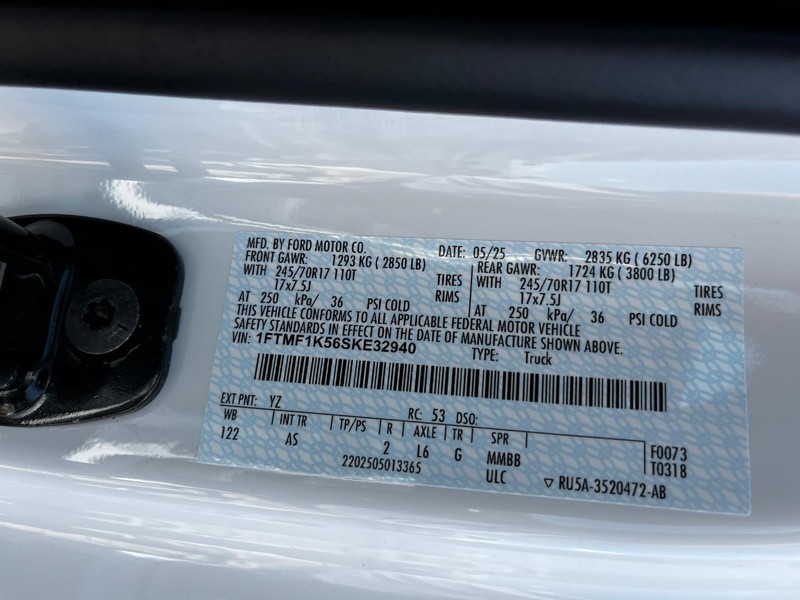 MFD. BY FORD MOTOR CO. DATE: 05/25 GVWR: 2835 KG ( 6250 LB)
FRONT GAWR: 1293 KG ( 2850 LB) REAR GAWR: 1724 KG ( 3800 LB)
WITH 245/70R17 110T TIRES WITH 245/70R17 110T TIRES
17x7.5J RIMS 17x7.5J RIMS
AT 250 kPa/ 36 PSI COLD AT 250 kPa/ 36 PSI COLD
THIS VEHICLE CONFORMS TO ALL APPLICABLE FEDERAL MOTOR VEHICLE
SAFETY STANDARDS IN EFFECT ON THE DATE OF MANUFACTURE SHOWN ABOVE.
VIN: 1FTMF1K56SKE32940 TYPE: Truck
EXT PNT: YZ RC: 53 DSO:
WB INT TR TP/PS R AXLE TR SPR F0073
122 AS 2 L6 G MMBB T0318
2202505013365 ULC ▽ RU5A-3520472-AB